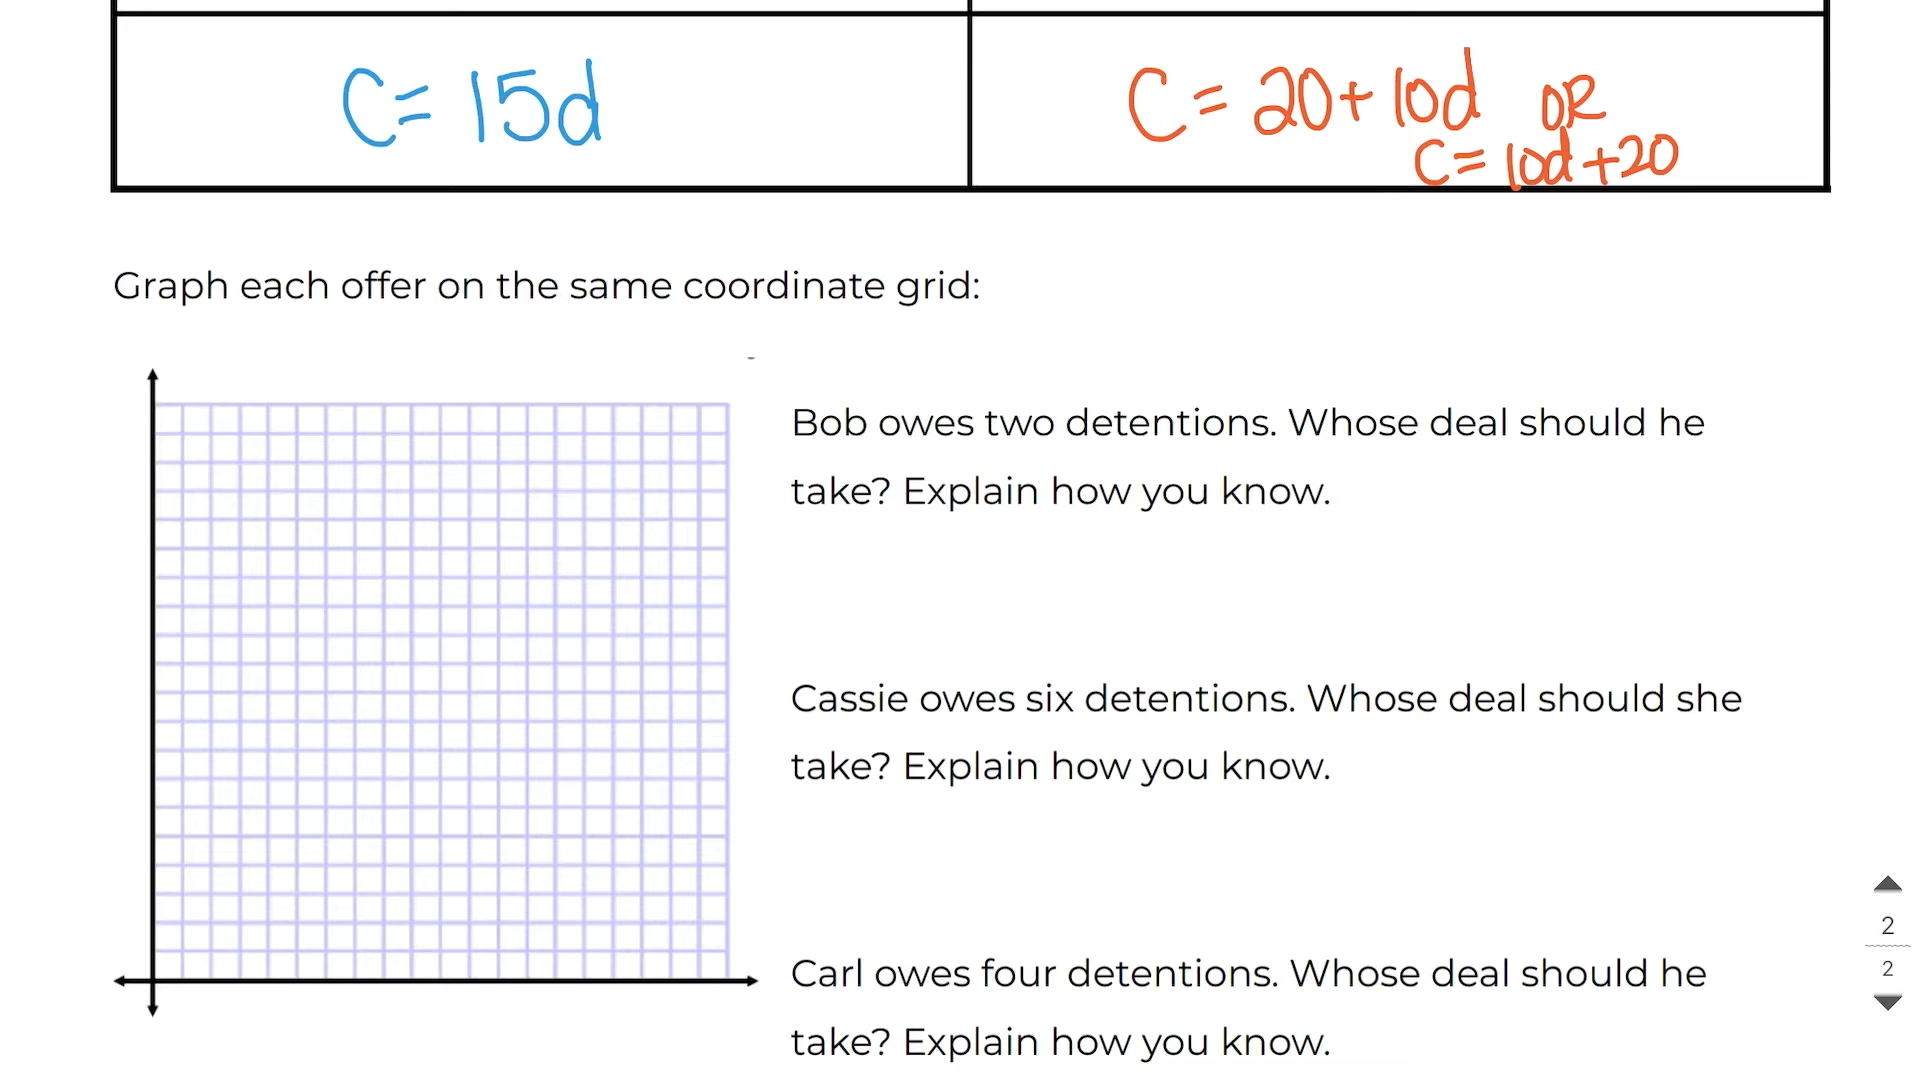 C = 15d
C = 20 + 10d OR
C = 10d + 20
Graph each offer on the same coordinate grid:
Bob owes two detentions. Whose deal should he
take? Explain how you know.
Cassie owes six detentions. Whose deal should she
take? Explain how you know.
Carl owes four detentions. Whose deal should he
take? Explain how you know.
2
2